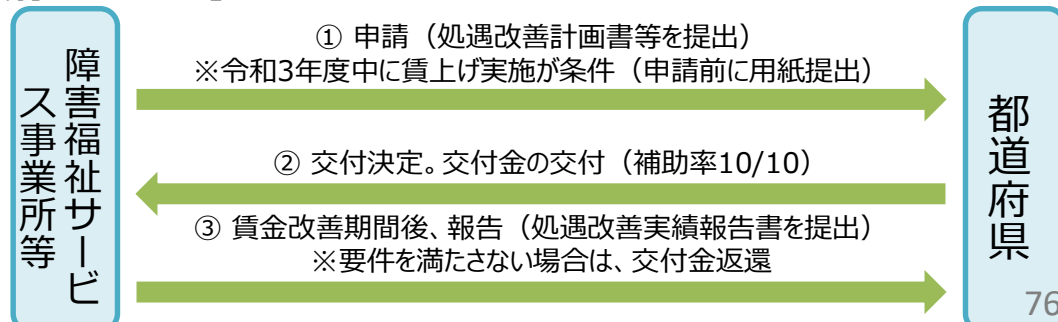 障害福祉サービ
ス事業所等
① 申請（処遇改善計画書等を提出）
※令和3年度中に賃上げ実施が条件（申請前に用紙提出）
② 交付決定。交付金の交付（補助率10/10）
③ 賃金改善期間後、報告（処遇改善実績報告書を提出）
※要件を満たさない場合は、交付金返還
都道府県
76